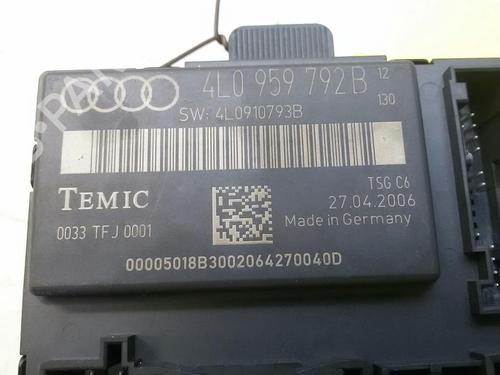 4L0 959 792B 12
130
SW: 4L0910793B
TEMIC
TSG C6
27.04.2006
0033 TFJ 0001
Made in Germany
00005018B3002064270040D